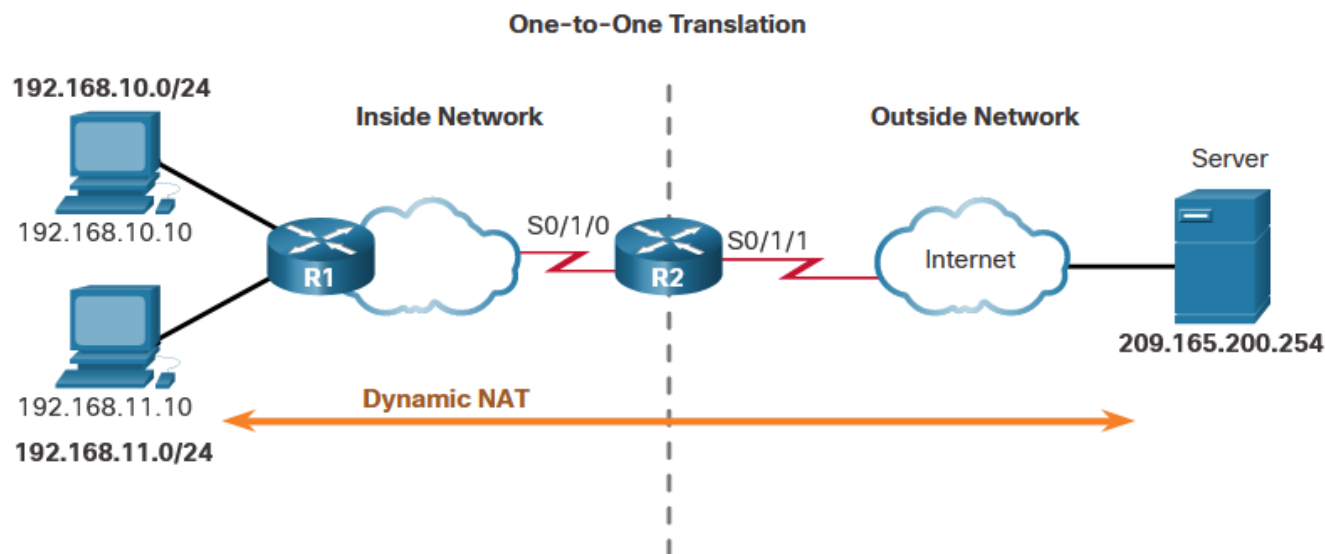 One-to-One Translation
192.168.10.0/24
Inside Network
Outside Network
Server
192.168.10.10
S0/1/0
S0/1/1
R1
R2
Internet
209.165.200.254
192.168.11.10
Dynamic NAT
192.168.11.0/24